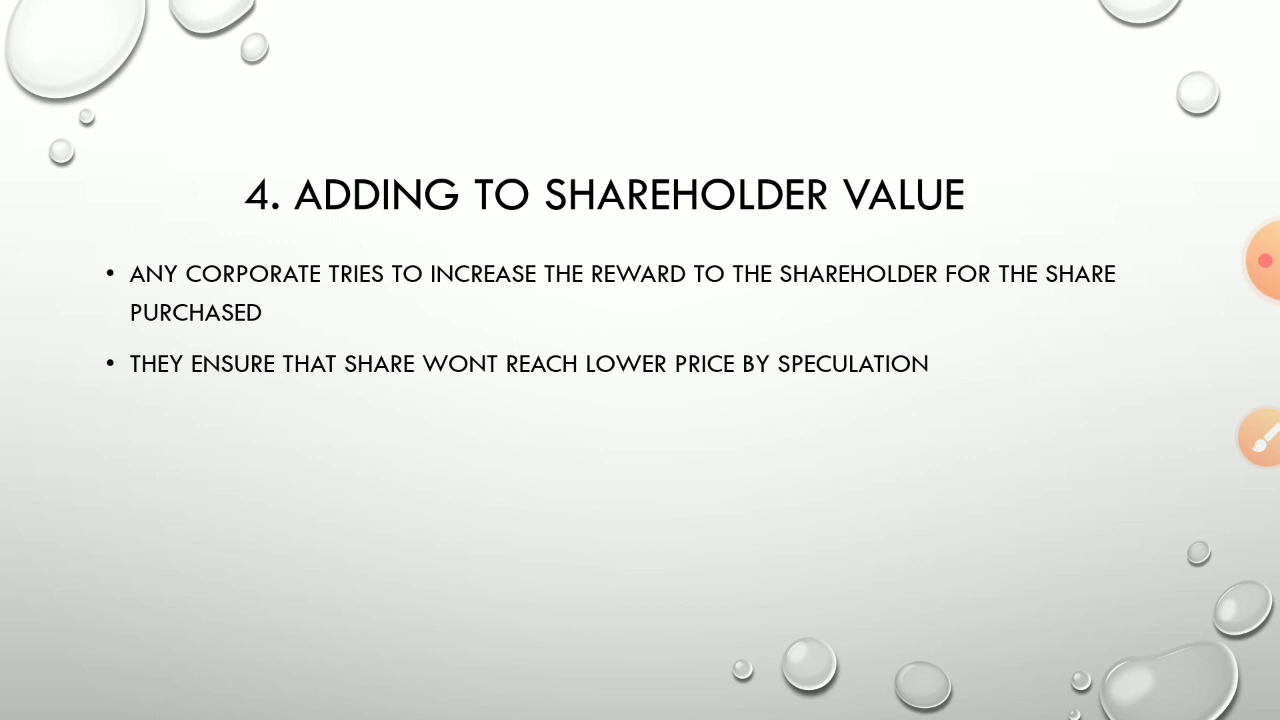 4. ADDING TO SHAREHOLDER VALUE
• ANY CORPORATE TRIES TO INCREASE THE REWARD TO THE SHAREHOLDER FOR THE SHARE
PURCHASED
• THEY ENSURE THAT SHARE WONT REACH LOWER PRICE BY SPECULATION